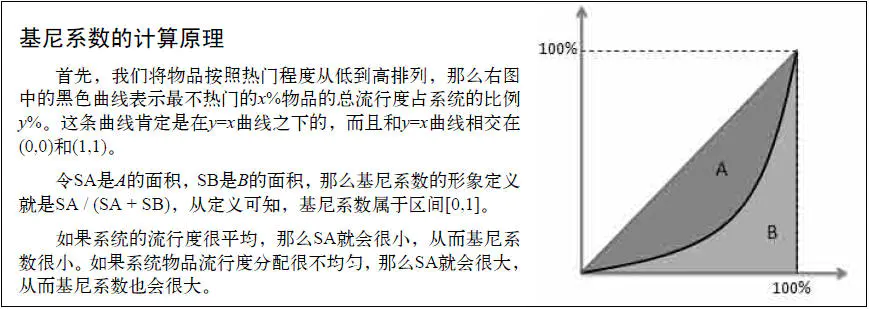 基尼系数的计算原理
首先，我们将物品按照热门程度从低到高排列，那么右图
中的黑色曲线表示最不热门的x%物品的总流行度占系统的比例
y%。这条曲线肯定是在y=x曲线之下的，而且和y=x曲线相交在
(0,0)和(1,1)。
令SA是A的面积，SB是B的面积，那么基尼系数的形象定义
就是SA / (SA + SB)，从定义可知，基尼系数属于区间[0,1]。
如果系统的流行度很平均，那么SA就会很小，从而基尼系
数很小。如果系统物品流行度分配很不均匀，那么SA就会很大，
从而基尼系数也会很大。
100%
A
B
100%